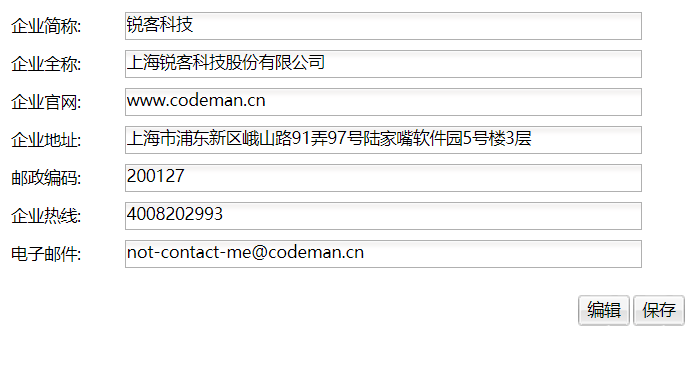 企业简称: 锐客科技
企业全称: 上海锐客科技股份有限公司
企业官网: www.codeman.cn
企业地址: 上海市浦东新区峨山路91弄97号陆家嘴软件园5号楼3层
邮政编码: 200127
企业热线: 4008202993
电子邮件: not-contact-me@codeman.cn
编辑 保存